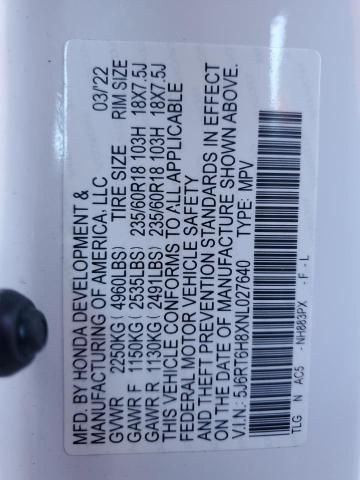 MFD. BY HONDA DEVELOPMENT &
MANUFACTURING OF AMERICA, LLC 03/'22
GVWR 2250KG (4960LBS) TIRE SIZE RIM SIZE
GAWR F 1150KG (2535LBS) 235/60R18 103H 18X7.5J
GAWR R 1130KG (2491LBS) 235/60R18 103H 18X7.5J
THIS VEHICLE CONFORMS TO ALL APPLICABLE
FEDERAL MOTOR VEHICLE SAFETY
AND THEFT PREVENTION STANDARDS IN EFFECT
ON THE DATE OF MANUFACTURE SHOWN ABOVE.
V.I.N.: 5J6RT6H8XNL027640 TYPE: MPV
TLG N AC5 - NH883PX - F - L